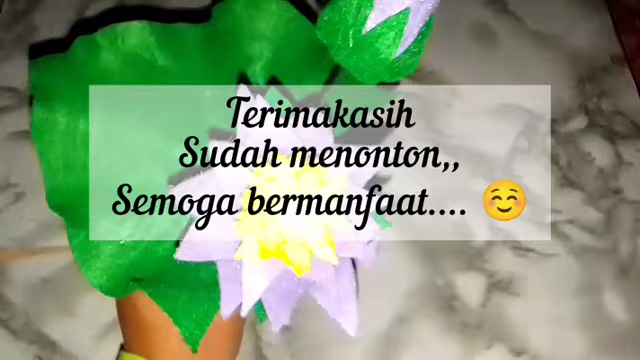 Terimakasih
Sudah menonton,,
Semoga bermanfaat.... ☺️